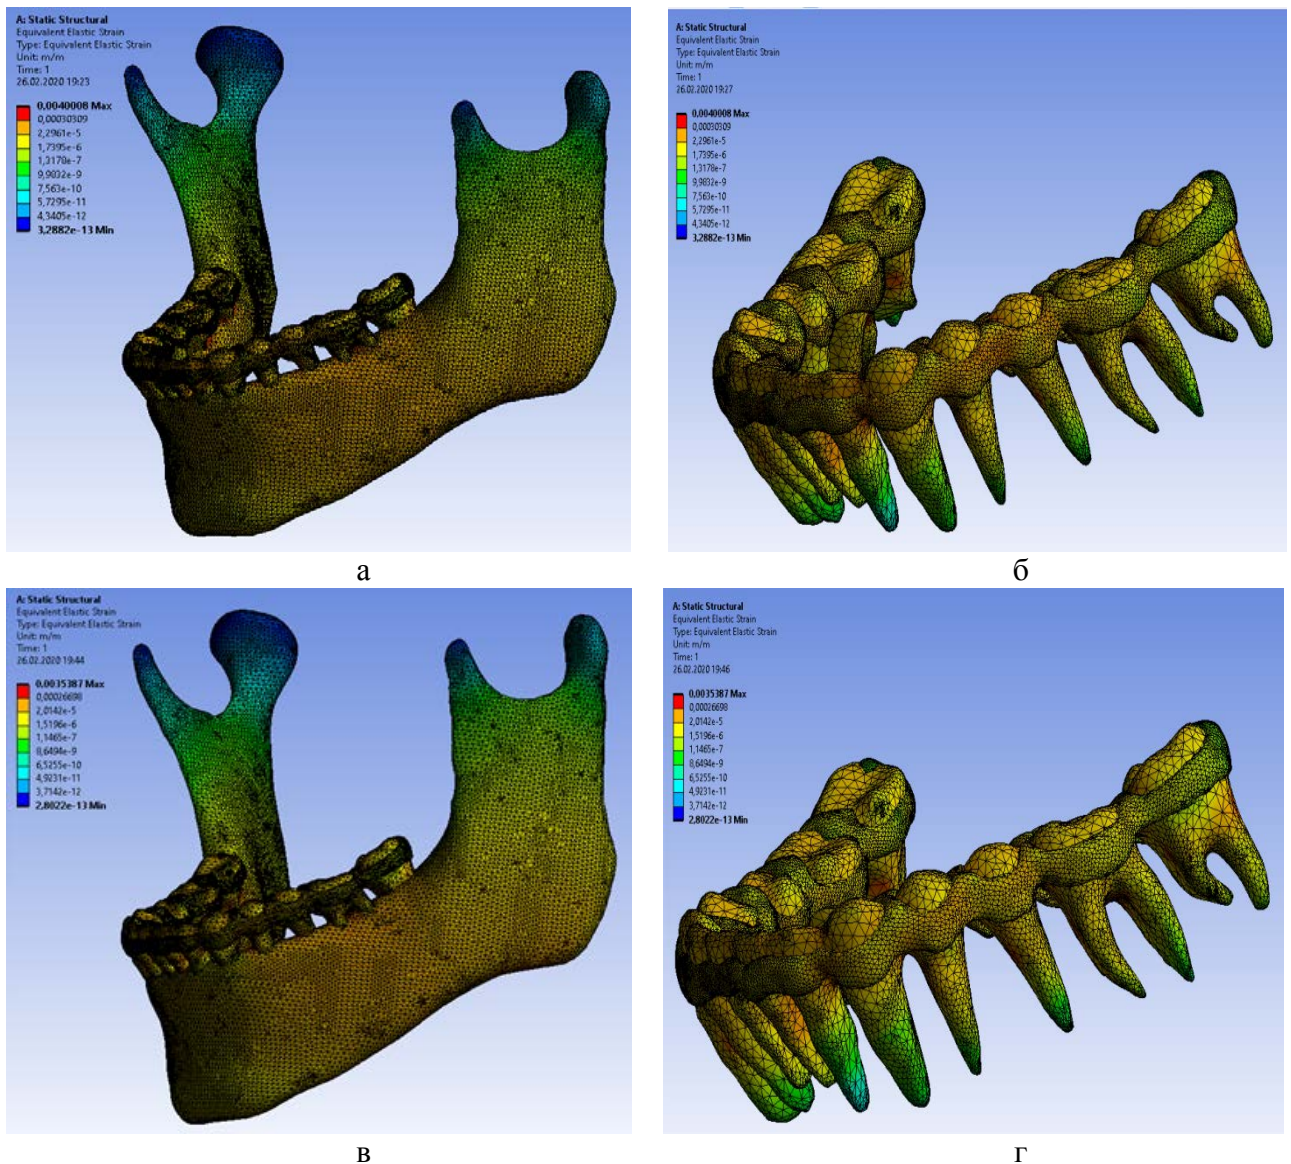 A: Static Structural
Equivalent Elastic Strain
Type: Equivalent Elastic Strain
Unit: m/m
Time: 1
26.02.2020 19:23
0,0040008 Max
0,00030309
2,2961e-5
1,7395e-6
1,3178e-7
9,9832e-9
7,563e-10
5,7295e-11
4,3405e-12
3,2882e-13 Min
а
A: Static Structural
Equivalent Elastic Strain
Type: Equivalent Elastic Strain
Unit: m/m
Time: 1
26.02.2020 19:27
0,0040008 Max
0,00030309
2,2961e-5
1,7395e-6
1,3178e-7
9,9832e-9
7,563e-10
5,7295e-11
4,3405e-12
3,2882e-13 Min
б
A: Static Structural
Equivalent Elastic Strain
Type: Equivalent Elastic Strain
Unit: m/m
Time: 1
26.02.2020 19:44
0,0035387 Max
0,00026698
2,0142e-5
1,5196e-6
1,1465e-7
8,6494e-9
6,5255e-10
4,9231e-11
3,7142e-12
2,8022e-13 Min
в
A: Static Structural
Equivalent Elastic Strain
Type: Equivalent Elastic Strain
Unit: m/m
Time: 1
26.02.2020 19:46
0,0035387 Max
0,00026698
2,0142e-5
1,5196e-6
1,1465e-7
8,6494e-9
6,5255e-10
4,9231e-11
3,7142e-12
2,8022e-13 Min
г